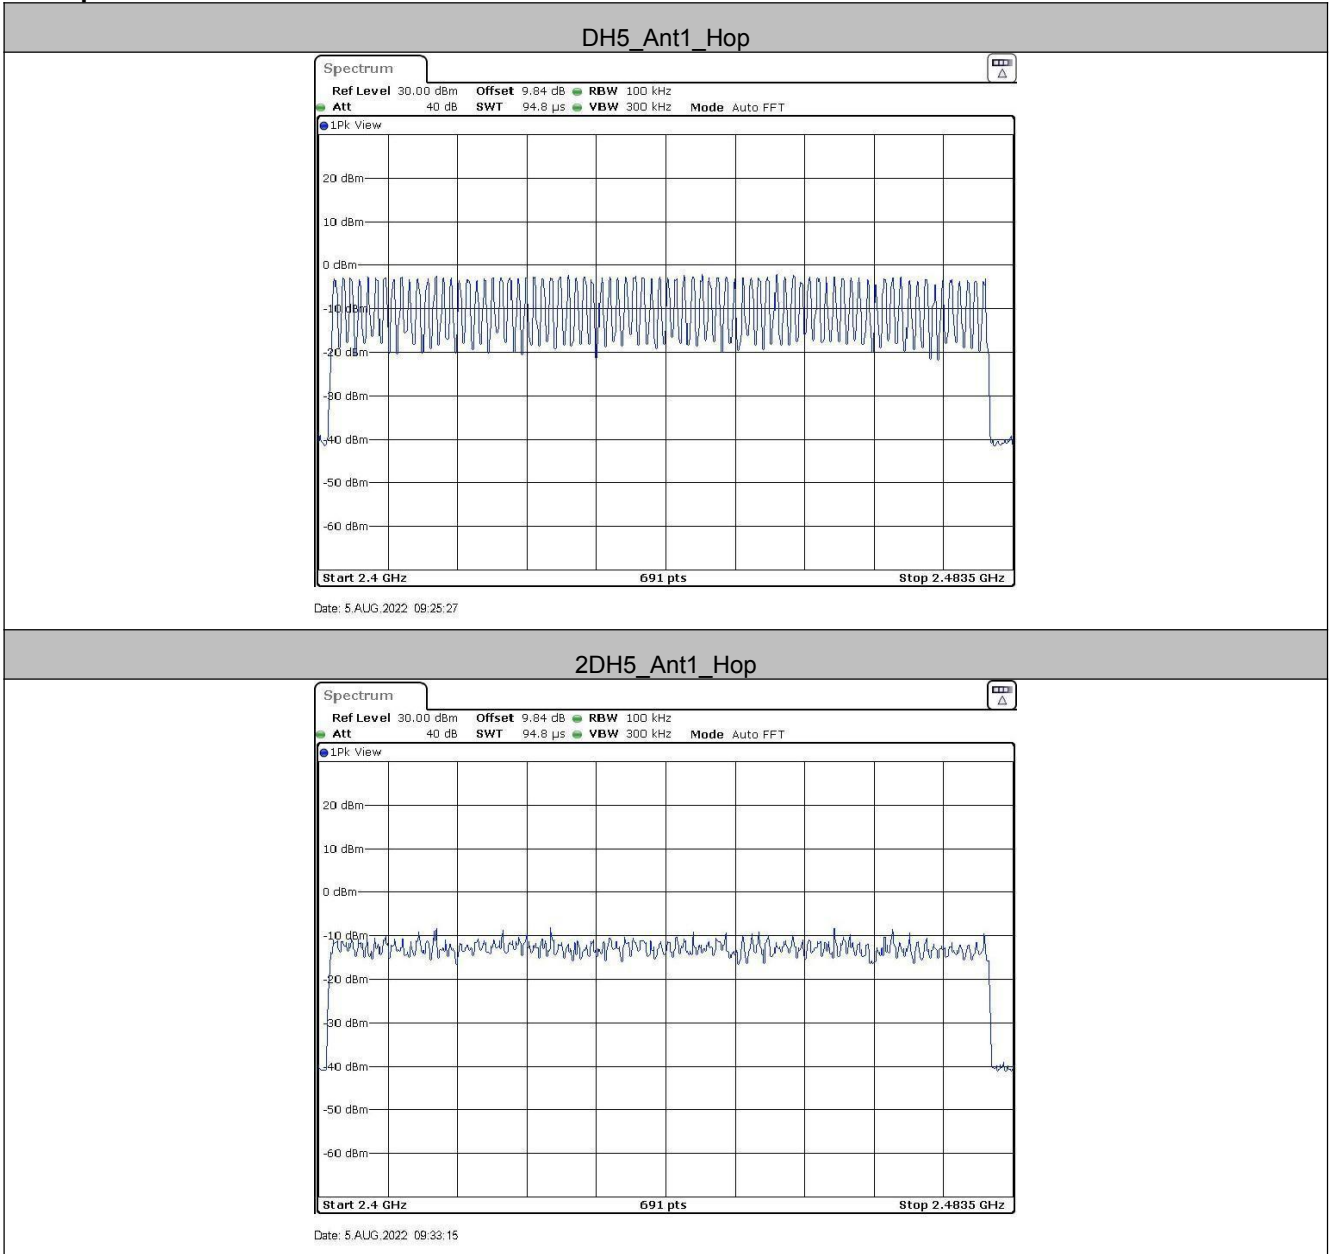 DH5_Ant1_Hop
Spectrum
Ref Level 30.00 dBm Offset 9.84 dB RBW 100 kHz
Att 40 dB SWT 94.8 µs VBW 300 kHz Mode Auto FFT
1Pk View
20 dBm
10 dBm
0 dBm
-10 dBm
-20 dBm
-30 dBm
-40 dBm
-50 dBm
-60 dBm
Start 2.4 GHz 691 pts Stop 2.4835 GHz
Date: 5.AUG.2022 09:25:27
2DH5_Ant1_Hop
Spectrum
Ref Level 30.00 dBm Offset 9.84 dB RBW 100 kHz
Att 40 dB SWT 94.8 µs VBW 300 kHz Mode Auto FFT
1Pk View
20 dBm
10 dBm
0 dBm
-10 dBm
-20 dBm
-30 dBm
-40 dBm
-50 dBm
-60 dBm
Start 2.4 GHz 691 pts Stop 2.4835 GHz
Date: 5.AUG.2022 09:33:15